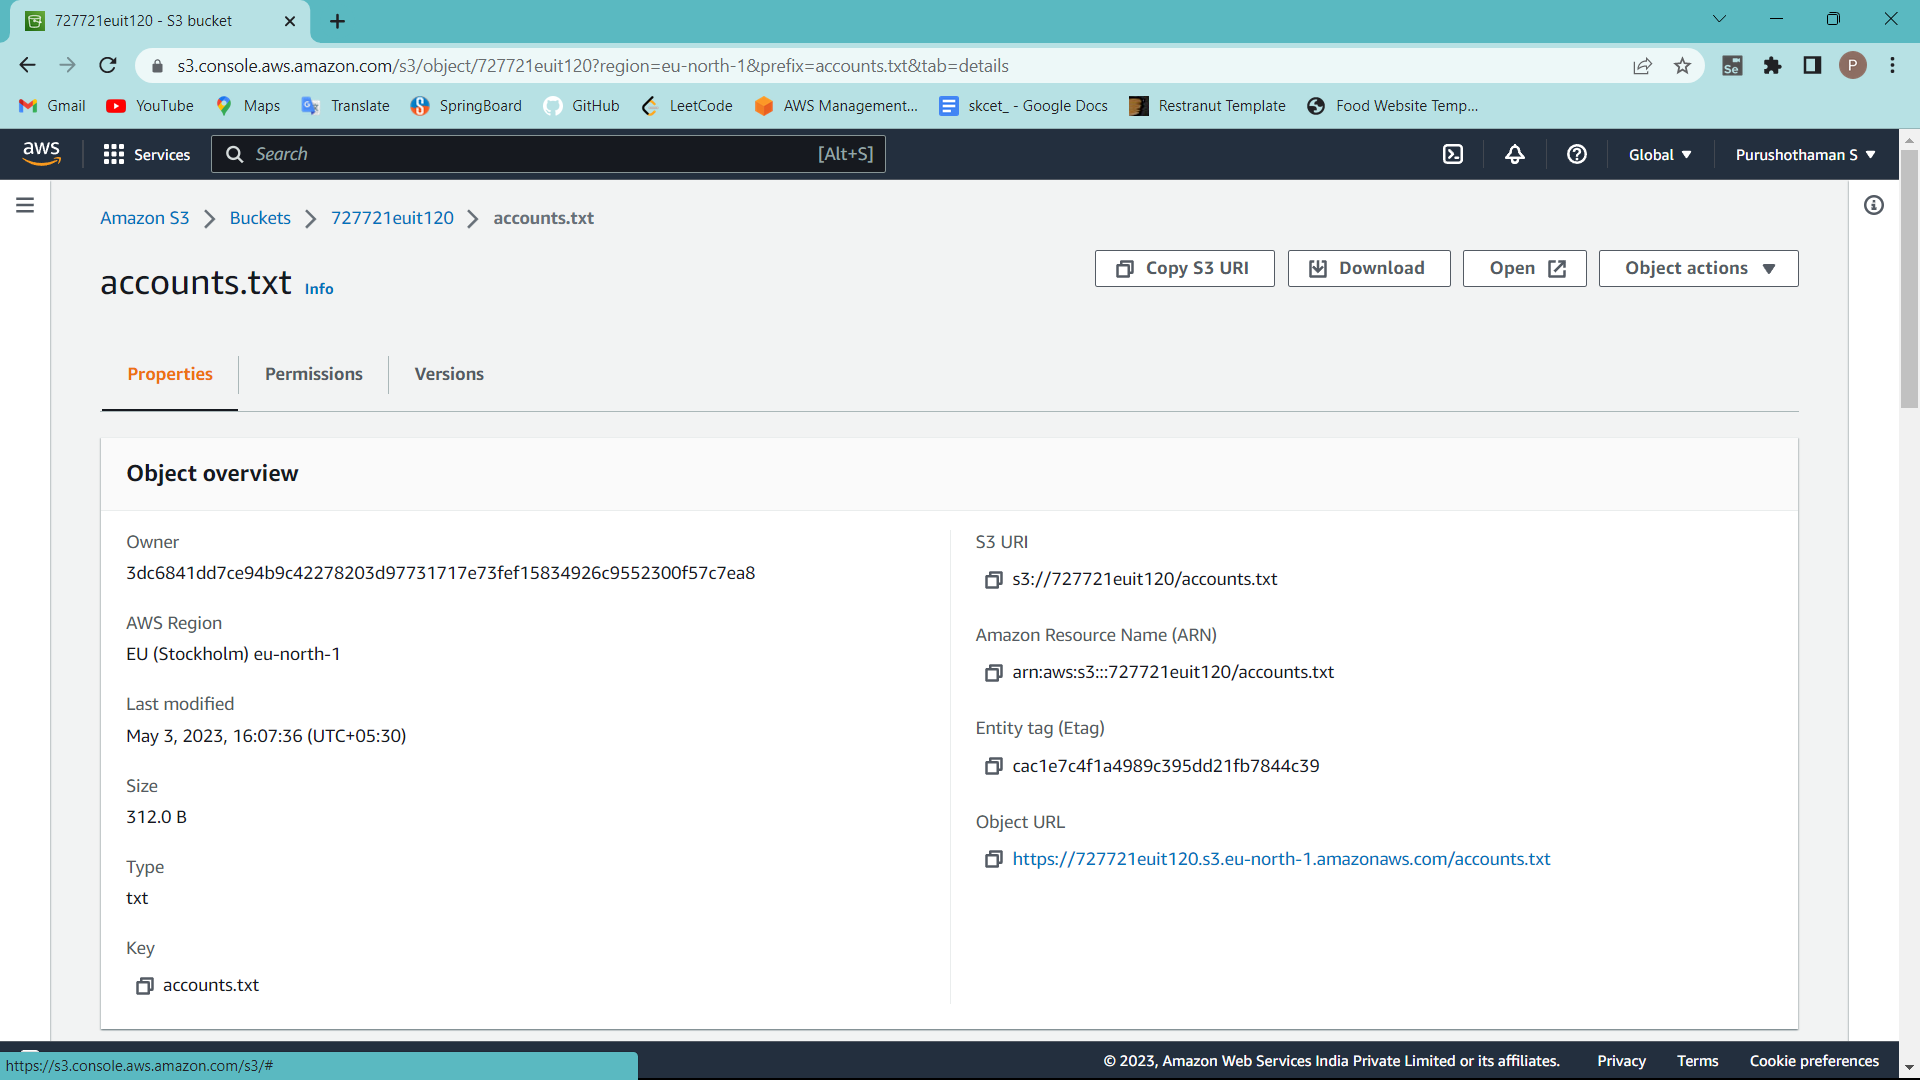 727721euit120 - S3 bucket
s3.console.aws.amazon.com/s3/object/727721euit120?region=eu-north-1&prefix=accounts.txt&tab=details
Se
P
Gmail
YouTube
Maps
Translate
SpringBoard
GitHub
LeetCode
AWS Management...
skcet_ - Google Docs
Restranut Template
Food Website Temp...
aws
Services
Search
[Alt+S]
Global
Purushothaman S
Amazon S3
Buckets
727721euit120
accounts.txt
accounts.txt
Info
Copy S3 URI
Download
Open
Object actions
Properties
Permissions
Versions
Object overview
Owner
3dc6841dd7ce94b9c42278203d97731717e73fef15834926c9552300f57c7ea8
AWS Region
EU (Stockholm) eu-north-1
Last modified
May 3, 2023, 16:07:36 (UTC+05:30)
Size
312.0 B
Type
txt
Key
accounts.txt
S3 URI
s3://727721euit120/accounts.txt
Amazon Resource Name (ARN)
arn:aws:s3:::727721euit120/accounts.txt
Entity tag (Etag)
cac1e7c4f1a4989c395dd21fb7844c39
Object URL
https://727721euit120.s3.eu-north-1.amazonaws.com/accounts.txt
https://s3.console.aws.amazon.com/s3/#
© 2023, Amazon Web Services India Private Limited or its affiliates.
Privacy
Terms
Cookie preferences